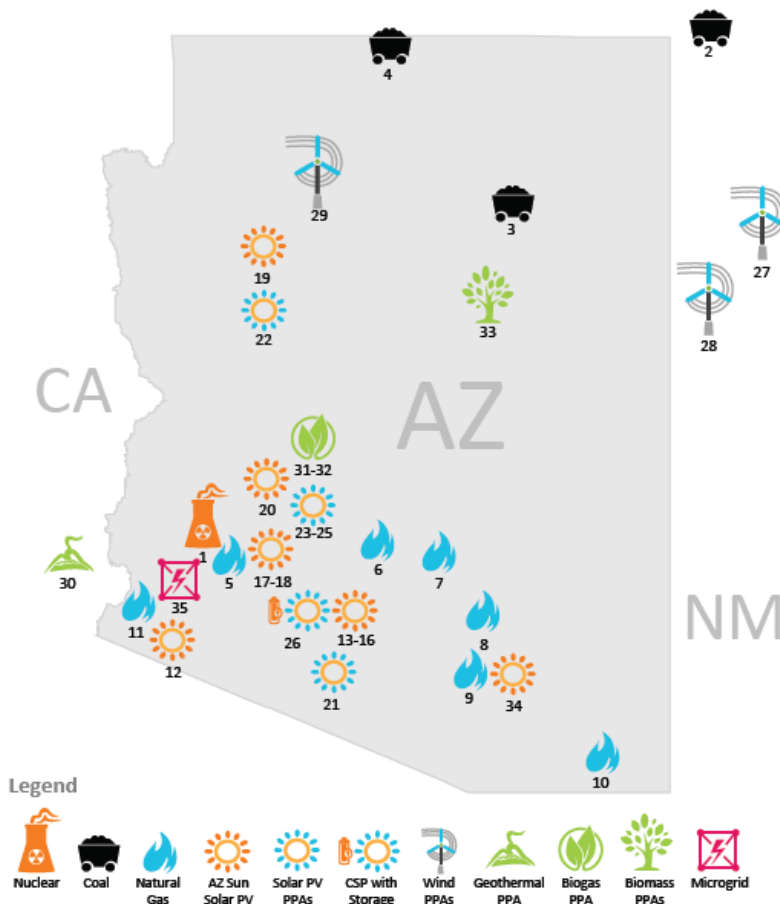 2
4
3
29
27
19
28
33
22
CA
AZ
31-32
20
23-25
1
30
5
17-18
6
7
35
NM
11
26
13-16
8
12
21
9
34
10
Legend
Nuclear
Coal
Natural
Gas
AZ Sun
Solar PV
Solar PV
PPAs
CSP with
Storage
Wind
PPAs
Geothermal
PPA
Biogas
PPA
Biomass
PPAs
Microgrid